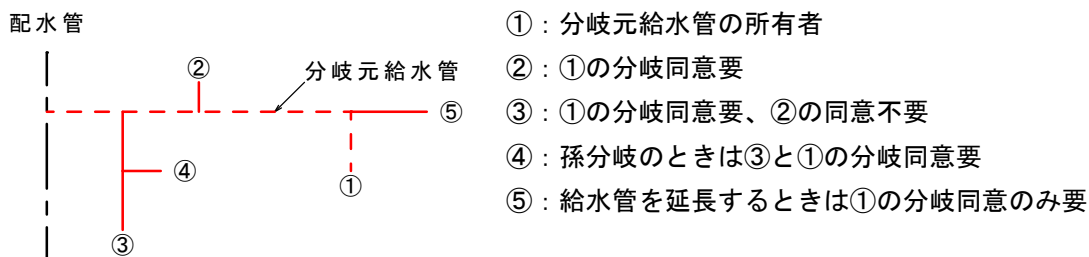 配水管
①：分岐元給水管の所有者
②
分岐元給水管
②：①の分岐同意要
⑤
③：①の分岐同意要、②の同意不要
④
④：孫分岐のときは③と①の分岐同意要
①
⑤：給水管を延長するときは①の分岐同意のみ要
③